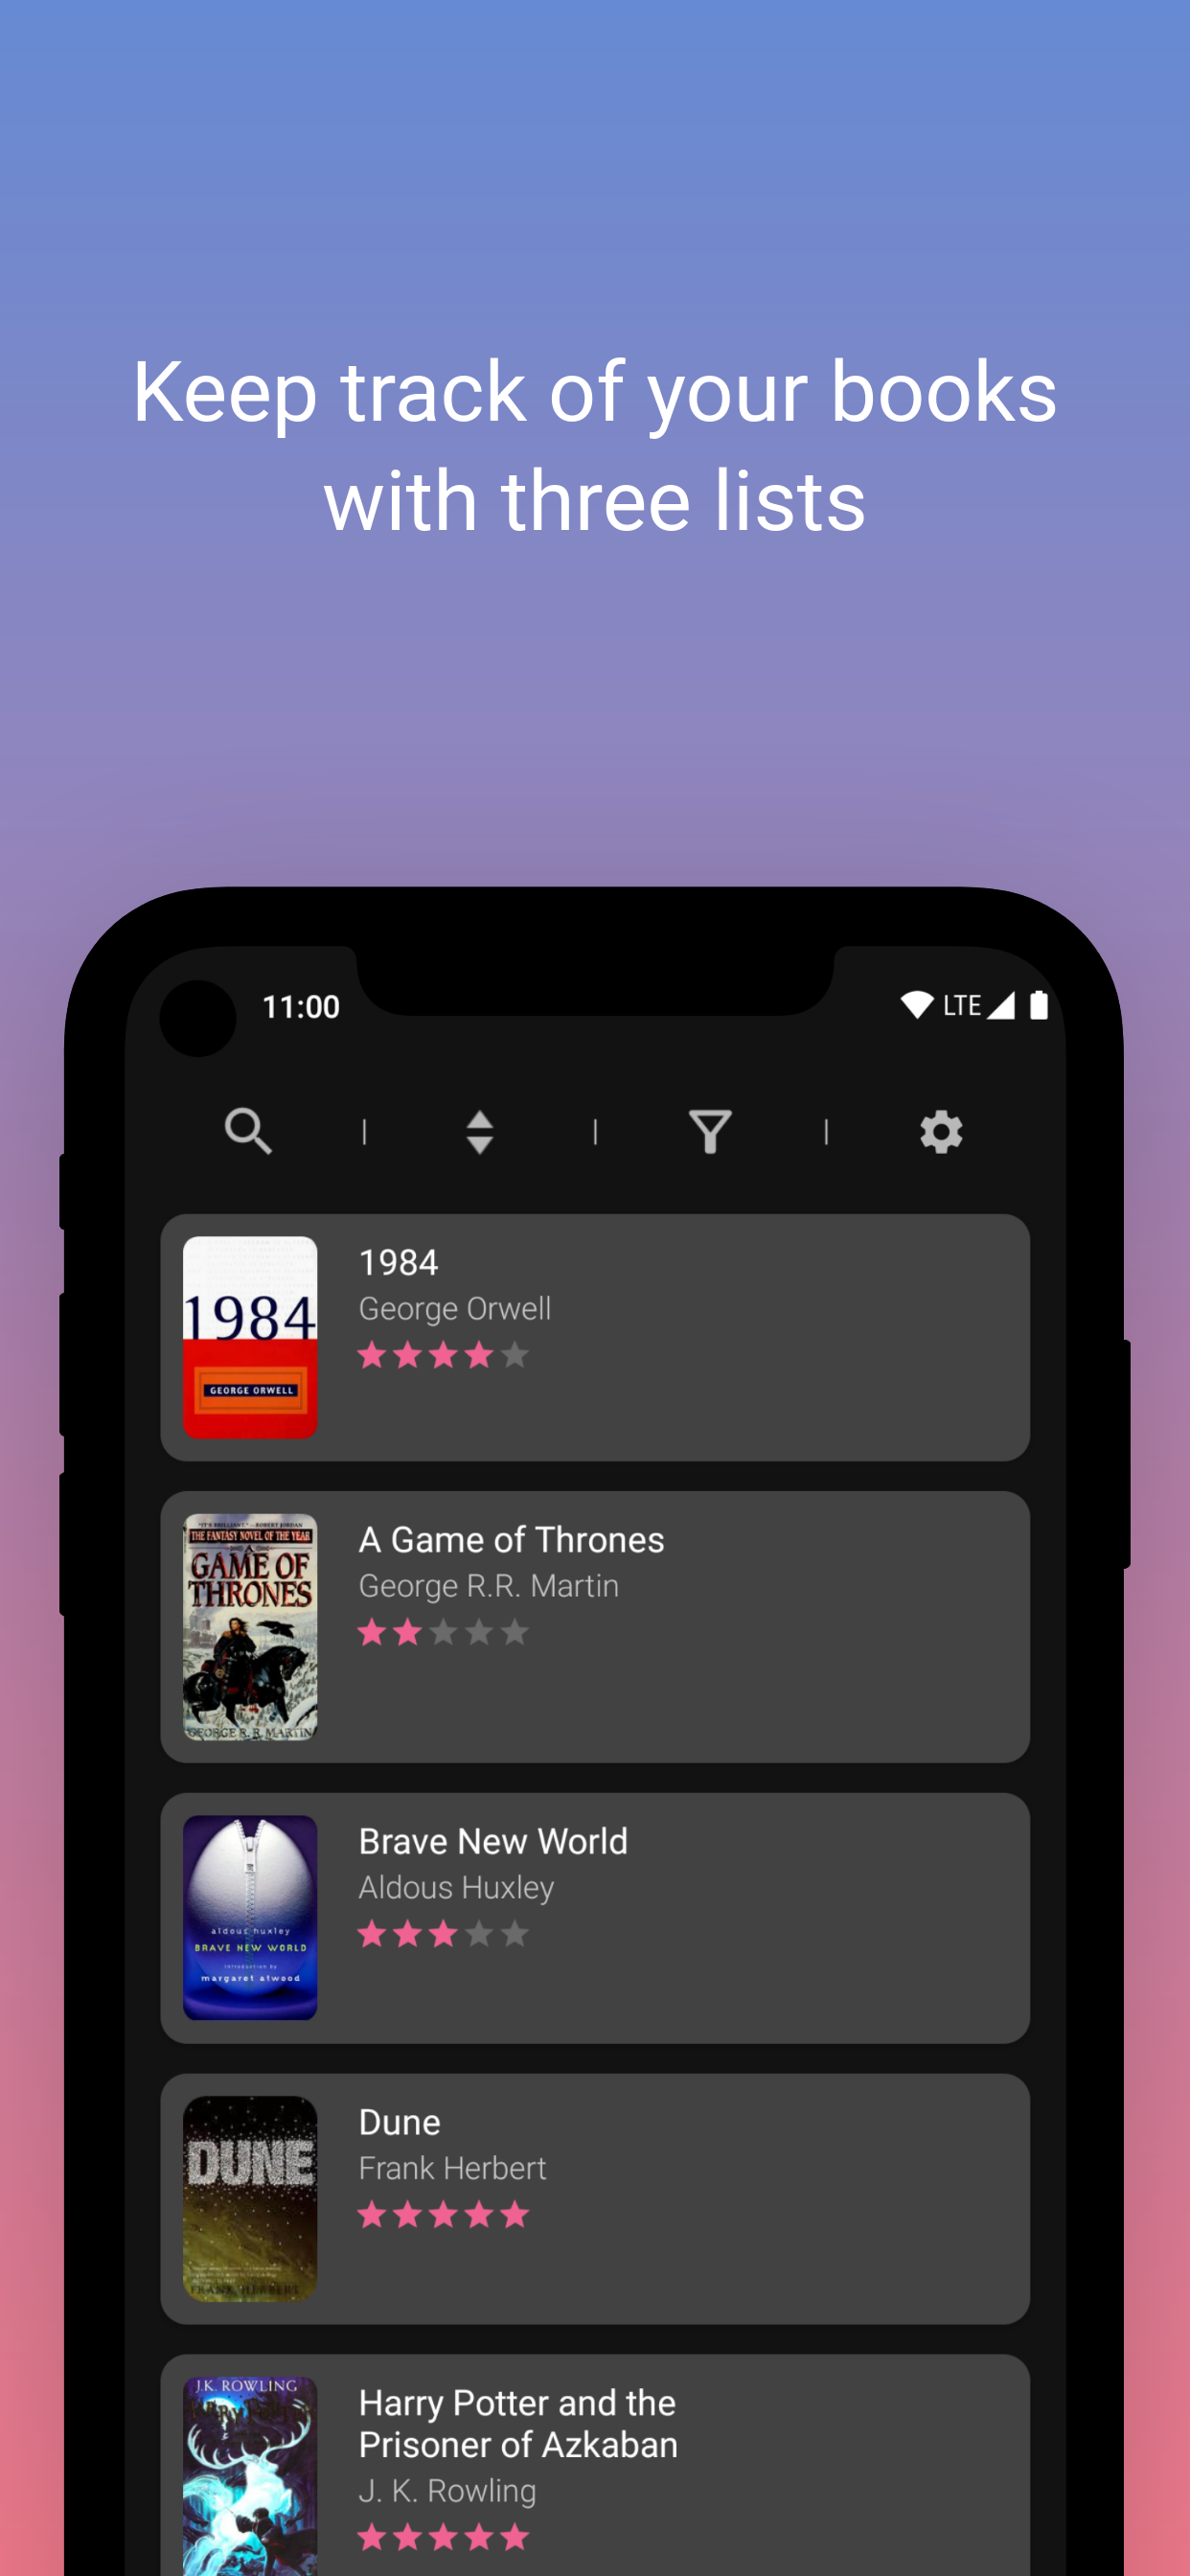 Keep track of your books
with three lists
11:00
LTE
1984
George Orwell
1984
GEORGE ORWELL
A Game of Thrones
George R.R. Martin
"IT'S BRILLIANT."—ROBERT JORDAN
THE FANTASY NOVEL OF THE YEAR
A
GAME OF
THRONES
GEORGE R. R. MARTIN
Brave New World
Aldous Huxley
aldous huxley
BRAVE NEW WORLD
introduction by
margaret atwood
Dune
Frank Herbert
DUNE
FRANK HERBERT
Harry Potter and the
Prisoner of Azkaban
J. K. Rowling
J.K. ROWLING